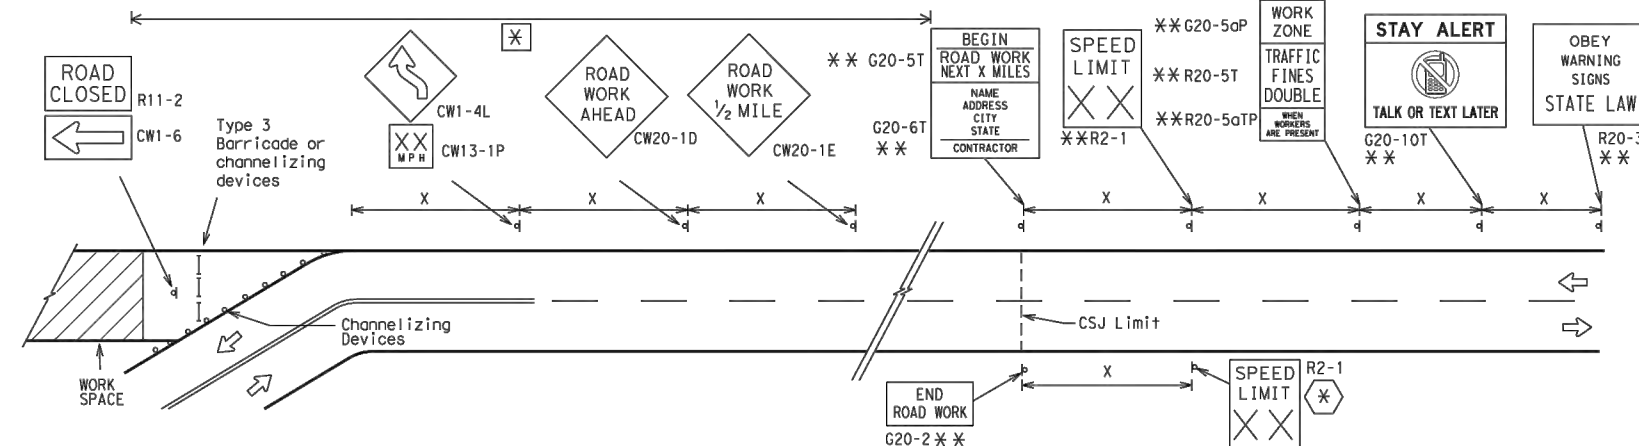 ROAD
CLOSED
R11-2
CW1-6
Type 3
Barricade or
channelizing
devices
*
CW1-4L
XX
MPH
CW13-1P
ROAD
WORK
AHEAD
CW20-1D
ROAD
WORK
1/2 MILE
CW20-1E
** G20-5T
G20-6T
**
BEGIN
ROAD WORK
NEXT X MILES
NAME
ADDRESS
CITY
STATE
CONTRACTOR
SPEED
LIMIT
XX
**R2-1
**G20-5aP
**R20-5T
**R20-5aTP
WORK
ZONE
TRAFFIC
FINES
DOUBLE
WHEN
WORKERS
ARE PRESENT
STAY ALERT
TALK OR TEXT LATER
G20-10T
**
OBEY
WARNING
SIGNS
STATE LAW
R20-3
**
X
X
X
X
X
X
X
Channelizing
Devices
CSJ Limit
WORK
SPACE
END
ROAD WORK
G20-2**
X
SPEED
LIMIT
XX
R2-1
*